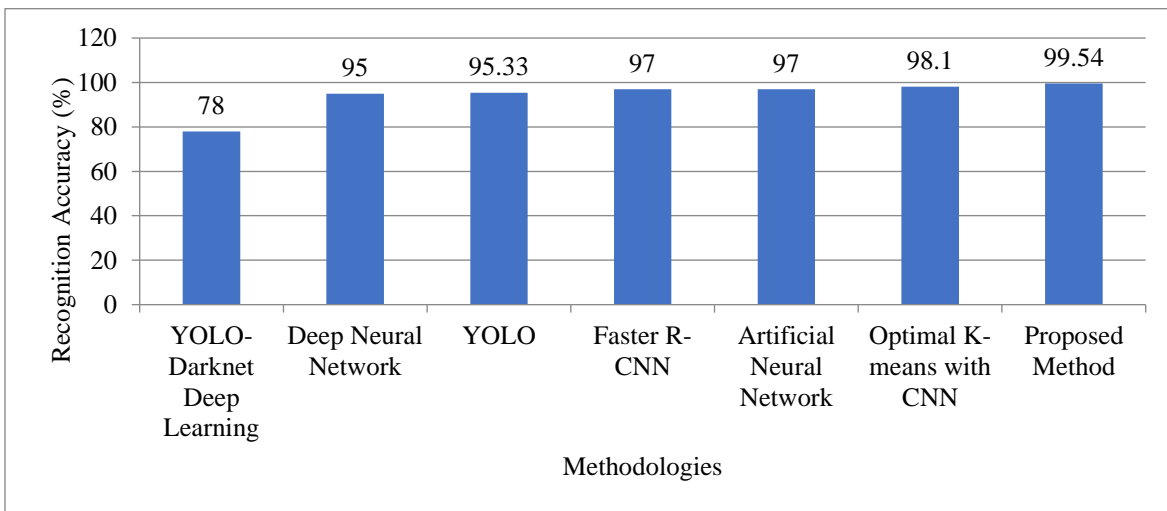 120
100
80
60
40
20
0
Recognition Accuracy (%)
78
95
95.33
97
97
98.1
99.54
YOLO-
Darknet
Deep
Learning
Deep Neural
Network
YOLO
Faster R-
CNN
Artificial
Neural
Network
Optimal K-
means with
CNN
Proposed
Method
Methodologies